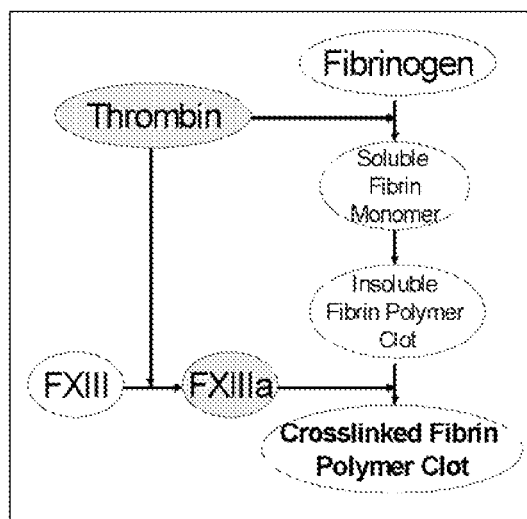 Fibrinogen
Thrombin
Soluble
Fibrin
Monomer
Insoluble
Fibrin Polymer
Clot
FXIII
FXIIIa
Crosslinked Fibrin
Polymer Clot